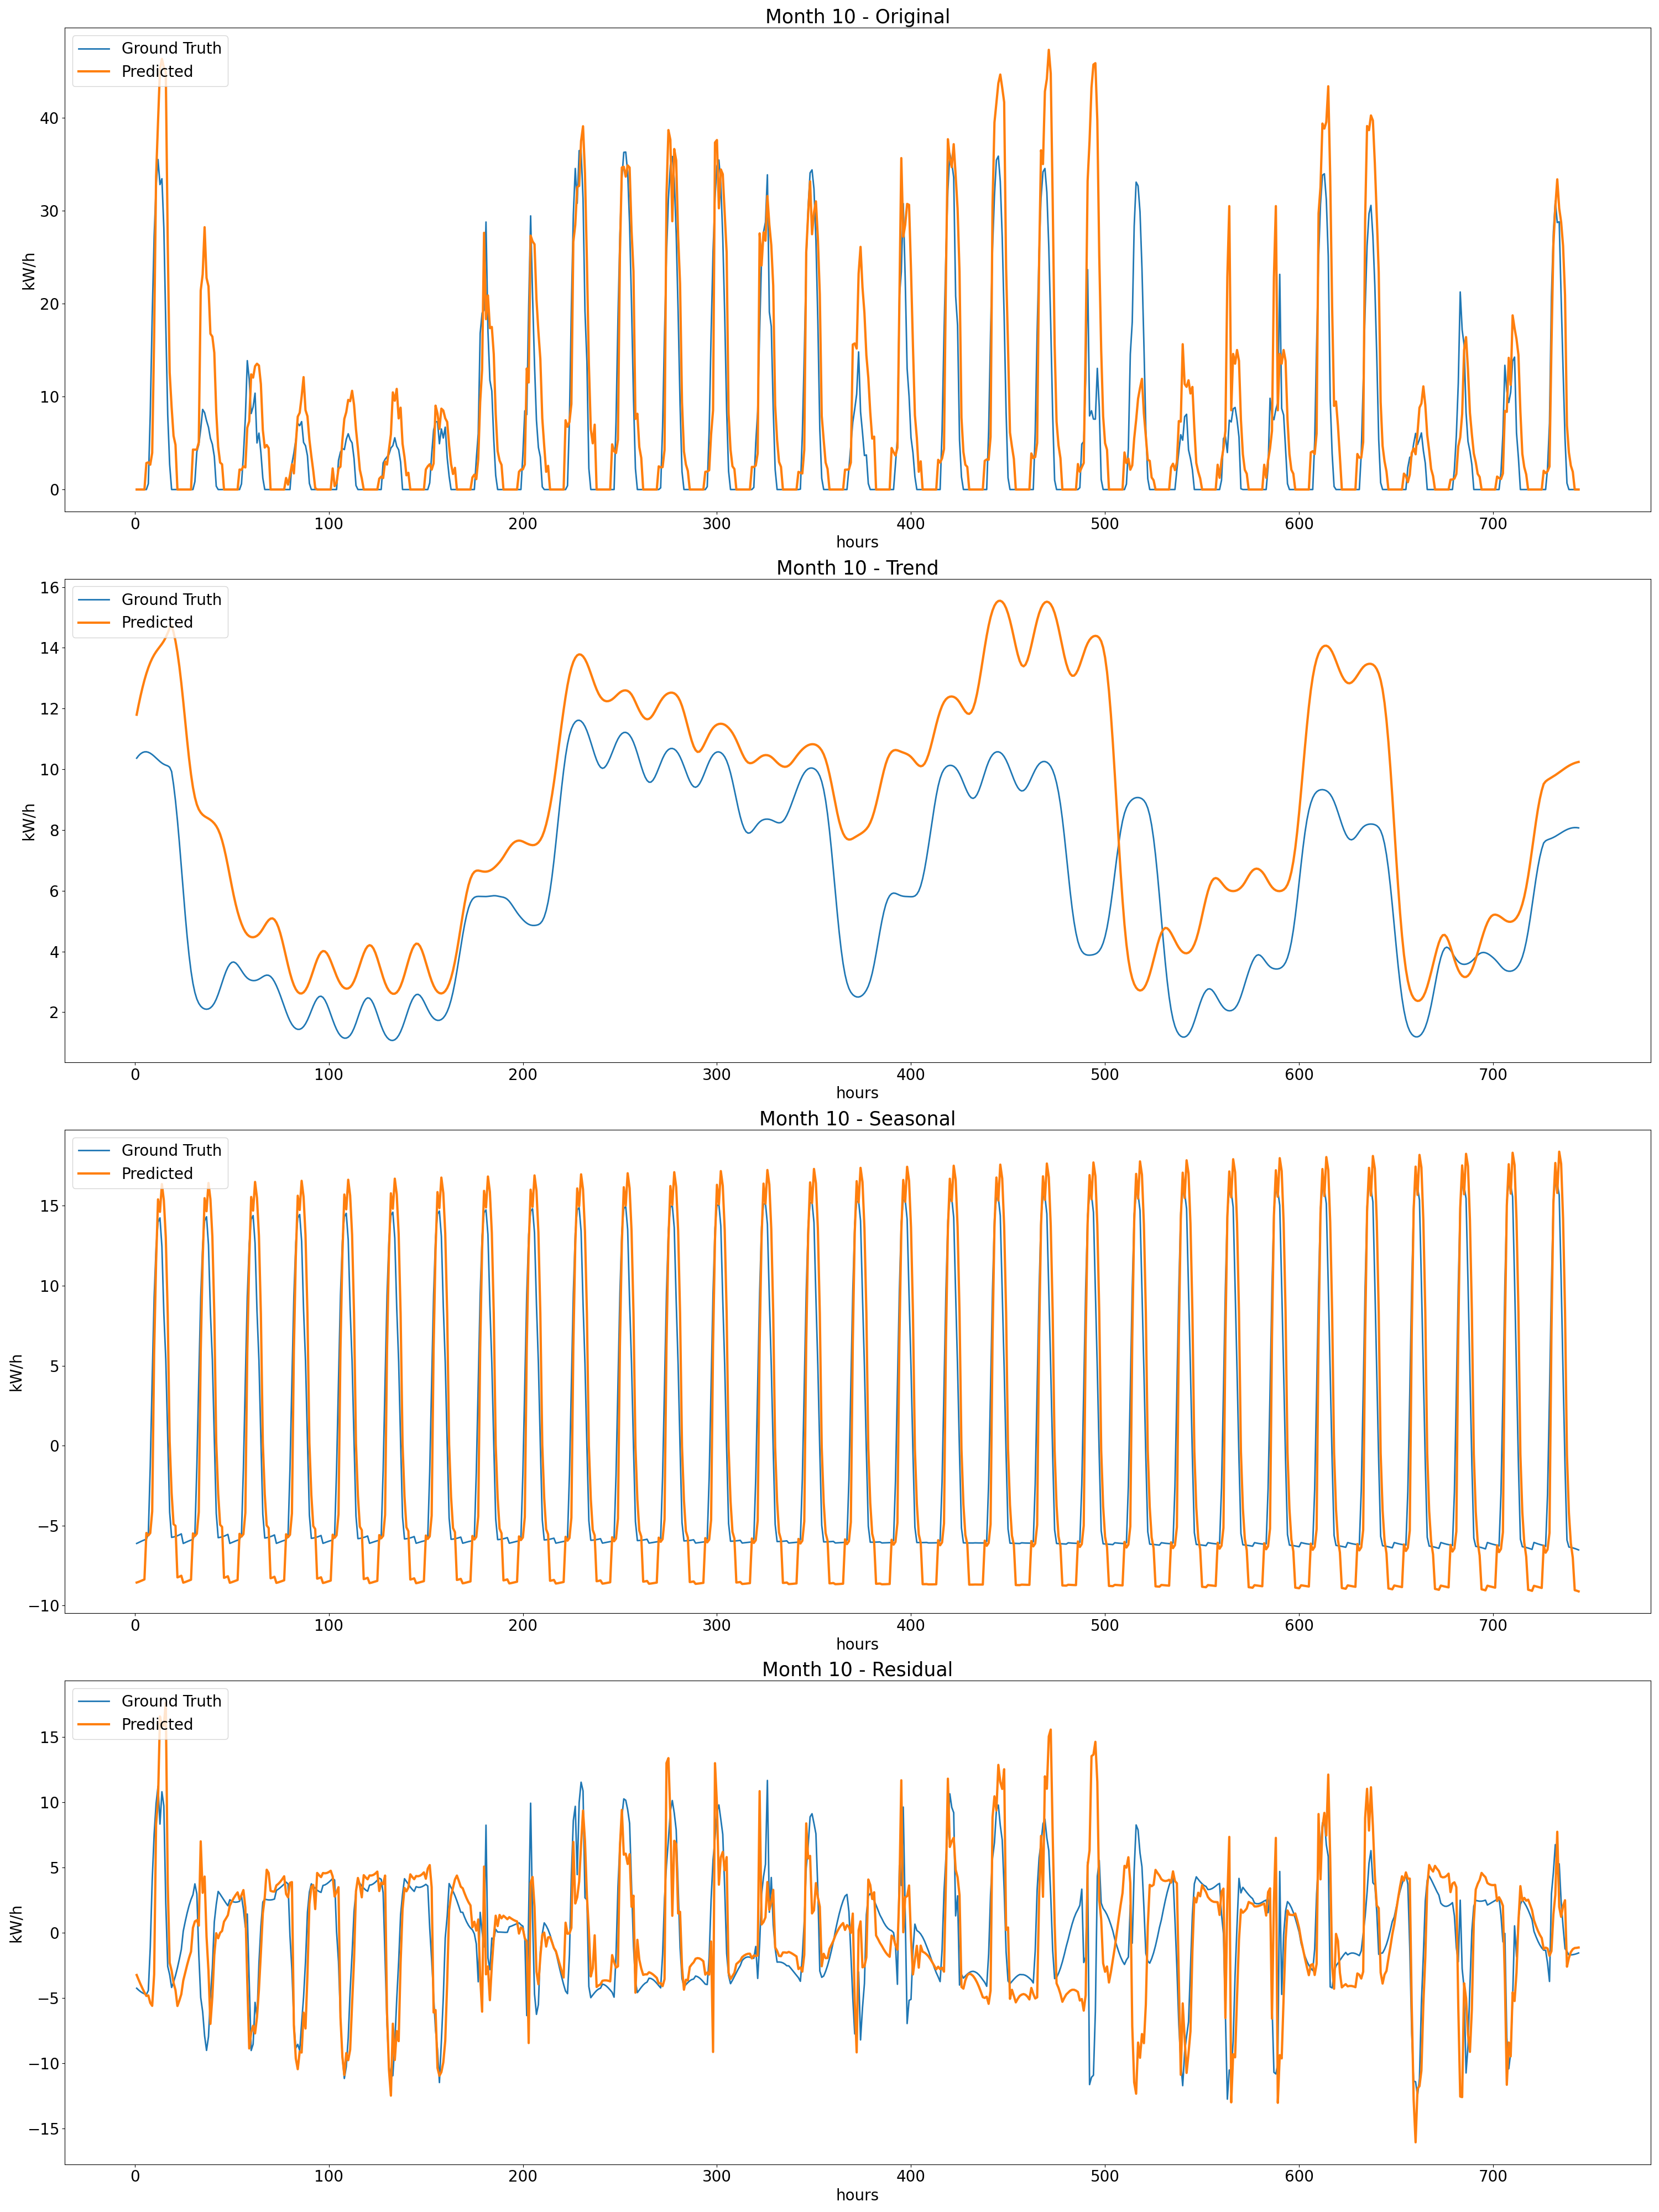 Month 10 - Original
Ground Truth
Predicted
kW/h
40
30
20
10
0
0 100 200 300 400 500 600 700
hours
Month 10 - Trend
Ground Truth
Predicted
kW/h
16
14
12
10
8
6
4
2
0 100 200 300 400 500 600 700
hours
Month 10 - Seasonal
Ground Truth
Predicted
kW/h
15
10
5
0
−5
−10
0 100 200 300 400 500 600 700
hours
Month 10 - Residual
Ground Truth
Predicted
kW/h
15
10
5
0
−5
−10
−15
0 100 200 300 400 500 600 700
hours